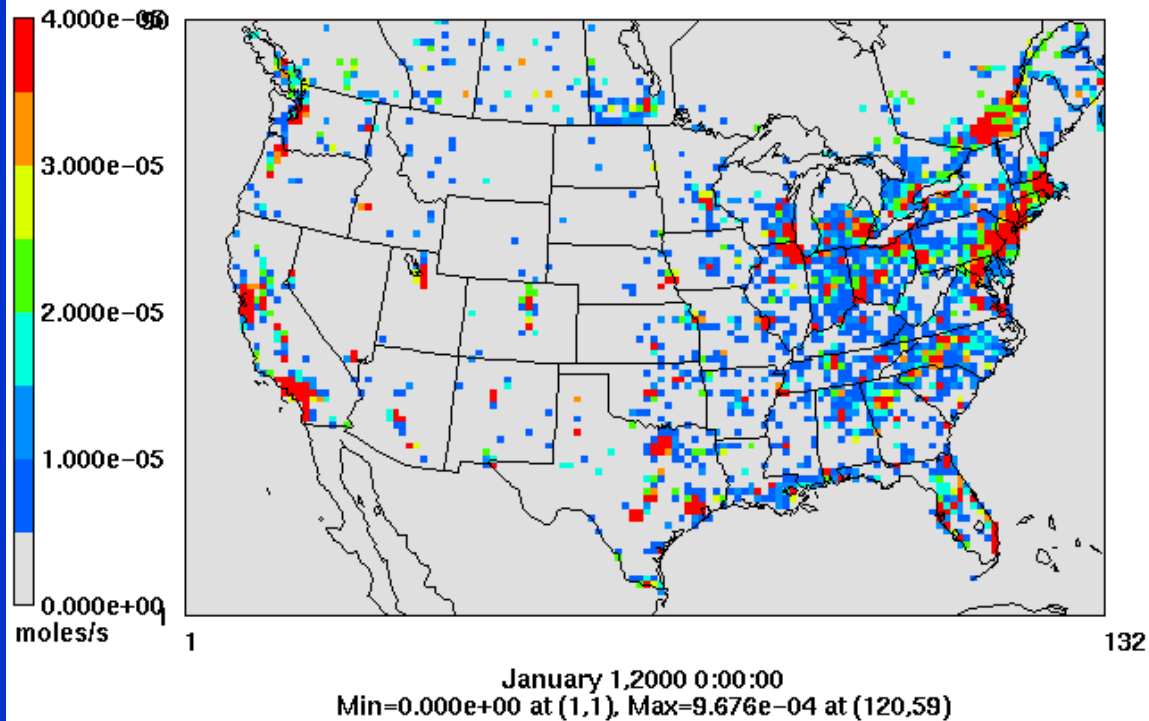 4.000e−05
90
3.000e−05
2.000e−05
1.000e−05
0.000e+00
1
moles/s
1
132
January 1,2000 0:00:00
Min=0.000e+00 at (1,1), Max=9.676e−04 at (120,59)